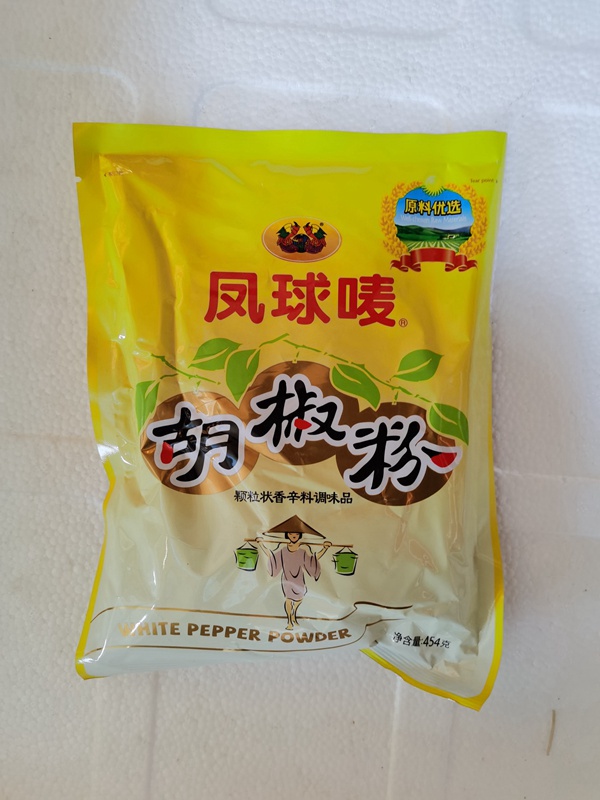 原料优选
凤球唛®
胡椒粉
颗粒状香辛料调味品
WHITE PEPPER POWDER
净含量:454克